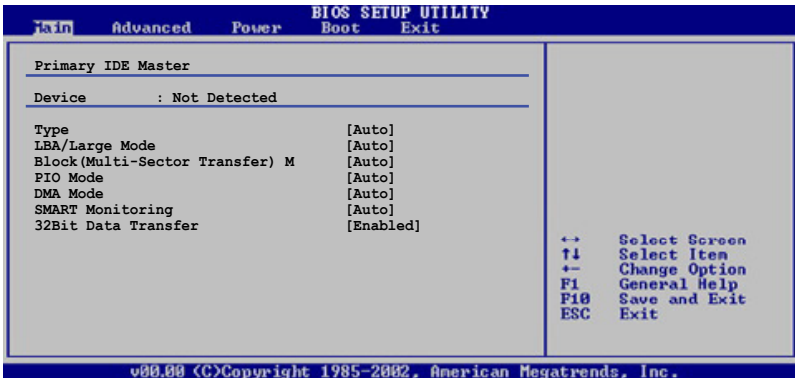 BIOS SETUP UTILITY
Main Advanced Power Boot Exit
Primary IDE Master
Device : Not Detected
Type [Auto]
LBA/Large Mode [Auto]
Block(Multi-Sector Transfer) M [Auto]
PIO Mode [Auto]
DMA Mode [Auto]
SMART Monitoring [Auto]
32Bit Data Transfer [Enabled]
←→ Select Screen
↑↓ Select Item
+- Change Option
F1 General Help
F10 Save and Exit
ESC Exit
v00.00 (C)Copyright 1985-2002, American Megatrends, Inc.